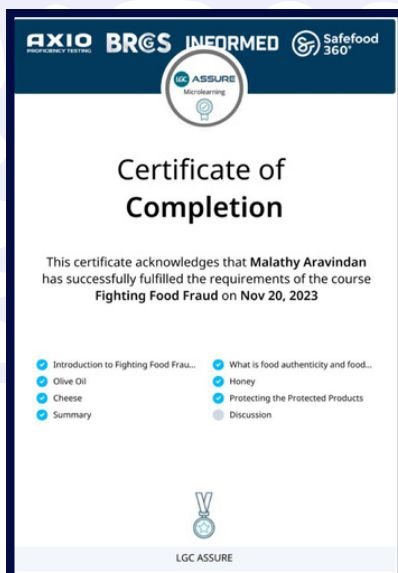 AXIO BRCGS INFORMED Safefood
PROFICIENCY TESTING 360°
LGC ASSURE
Microlearning
Certificate of
Completion
This certificate acknowledges that Malathy Aravindan
has successfully fulfilled the requirements of the course
Fighting Food Fraud on Nov 20, 2023
Introduction to Fighting Food Frau...
What is food authenticity and food...
Olive Oil
Honey
Cheese
Protecting the Protected Products
Summary
Discussion
LGC ASSURE